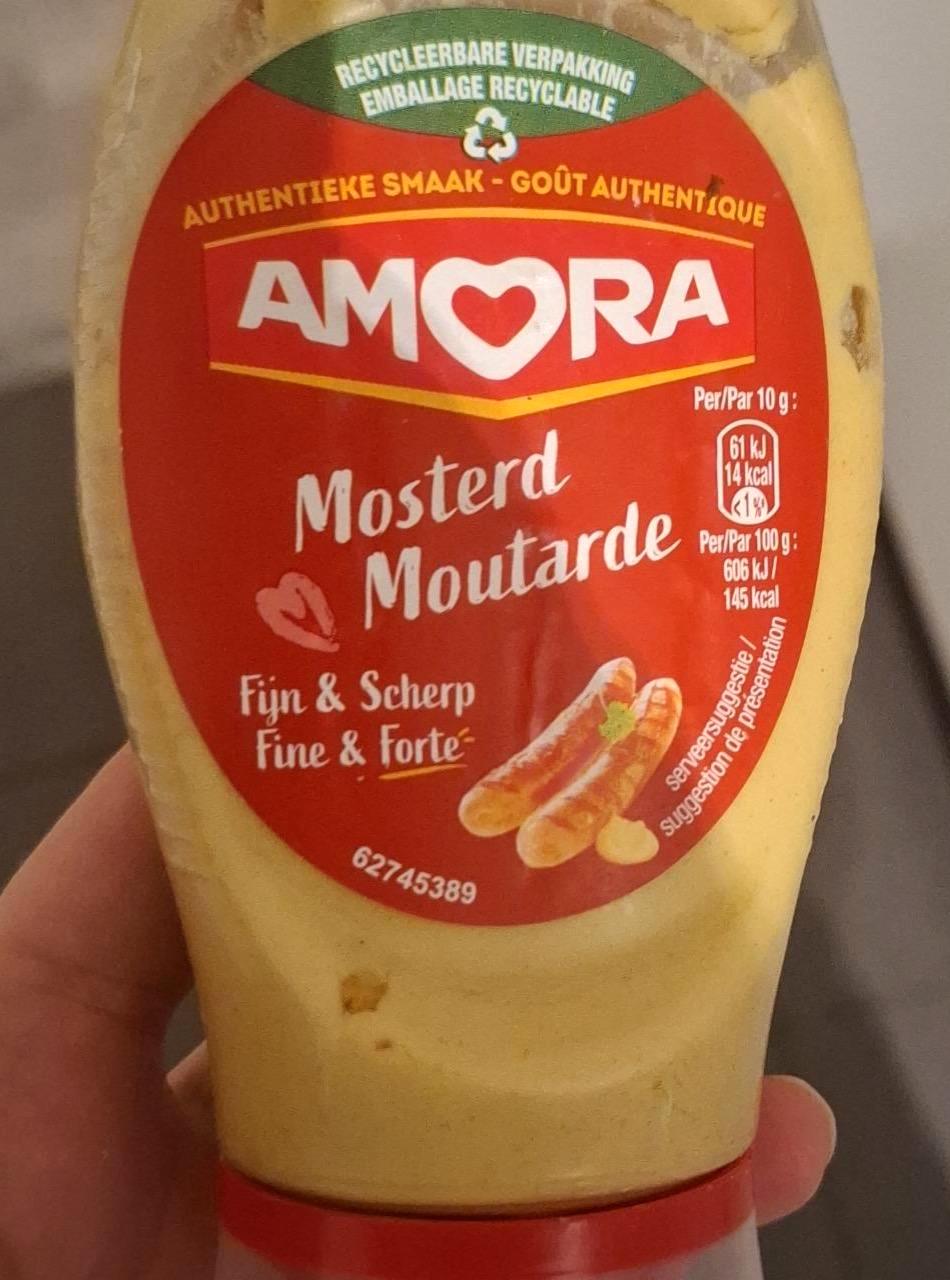 RECYCLEERBARE VERPAKKING
EMBALLAGE RECYCLABLE
AUTHENTIEKE SMAAK - GOÛT AUTHENTIQUE
AMORA
Mosterd
Moutarde
Fijn & Scherp
Fine & Forte
Per/Par 10 g :
61 kJ
14 kcal
<1%
Per/Par 100 g :
606 kJ /
145 kcal
serveersuggestie /
suggestion de présentation
62745389